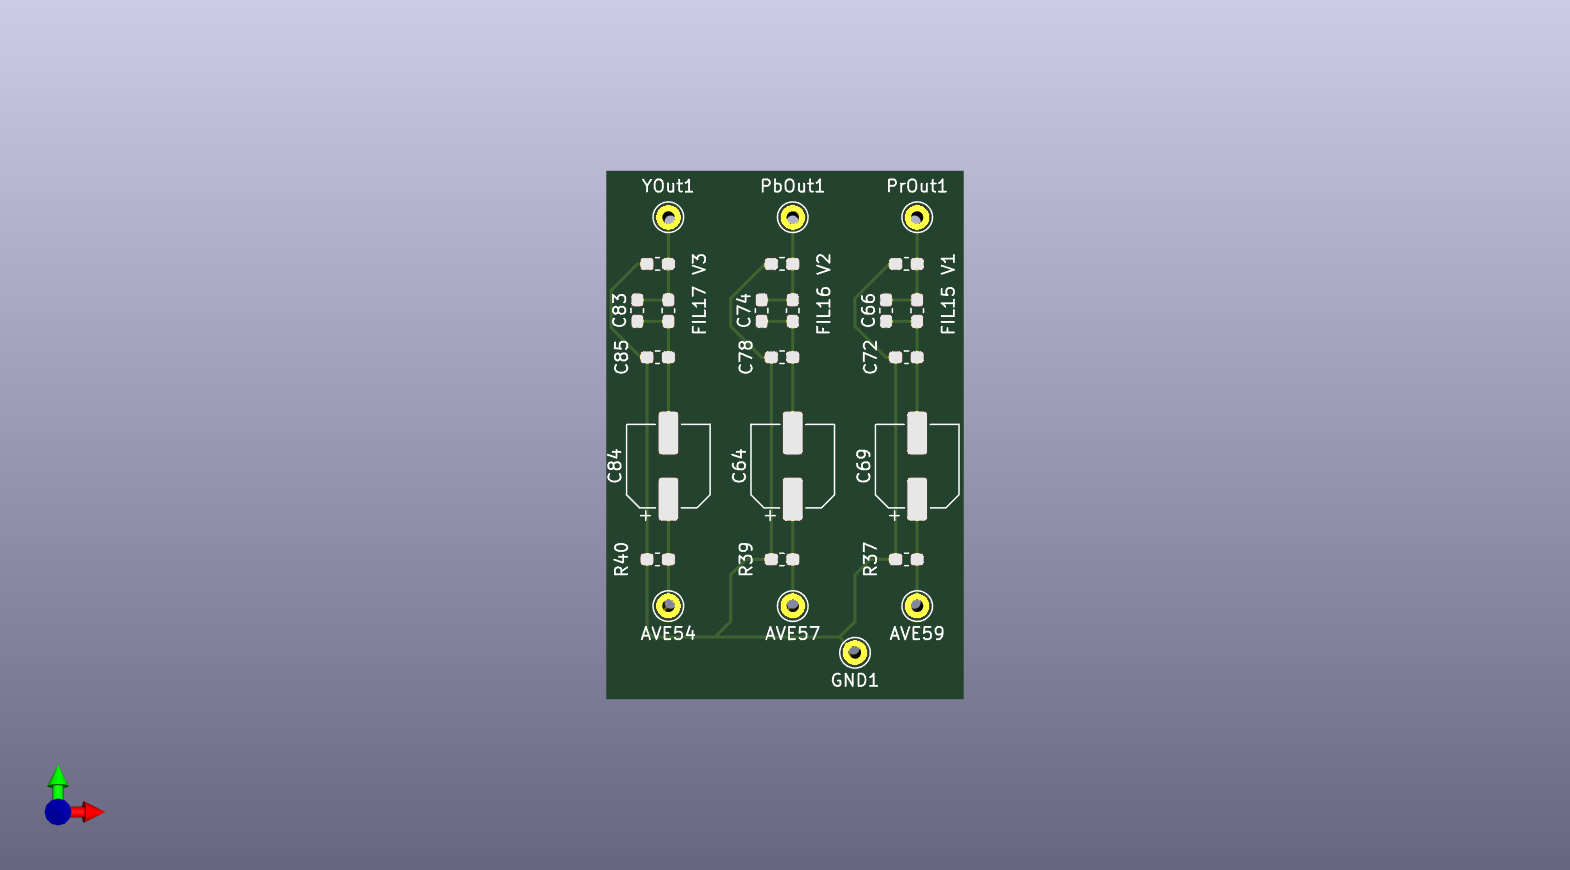 YOut1 PbOut1 PrOut1
V3 V2 V1
C83 FIL17 C74 FIL16 C66 FIL15
C85 C78 C72
C84 C64 C69
+ + +
R40 R39 R37
AVE54 AVE57 AVE59
GND1